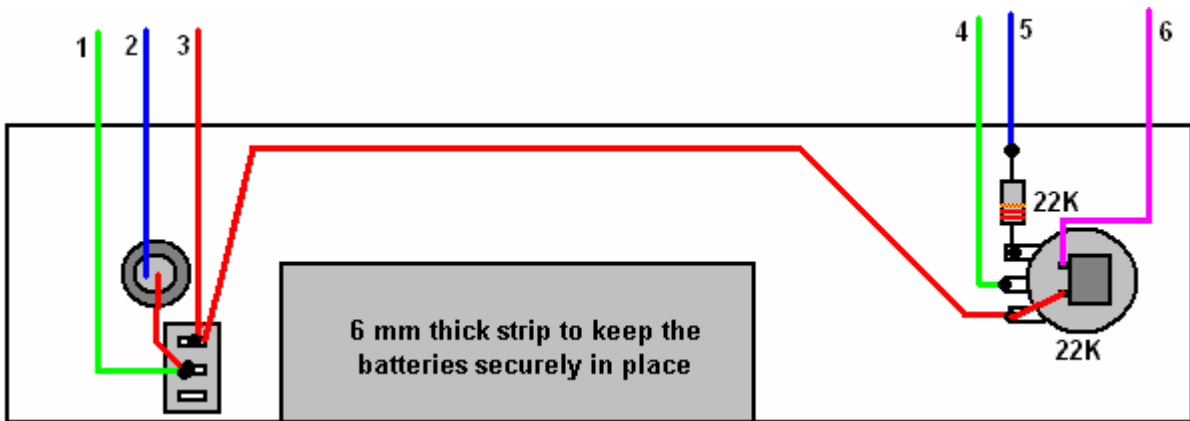 1 2 3 4 5 6
22K
6 mm thick strip to keep the
batteries securely in place
22K